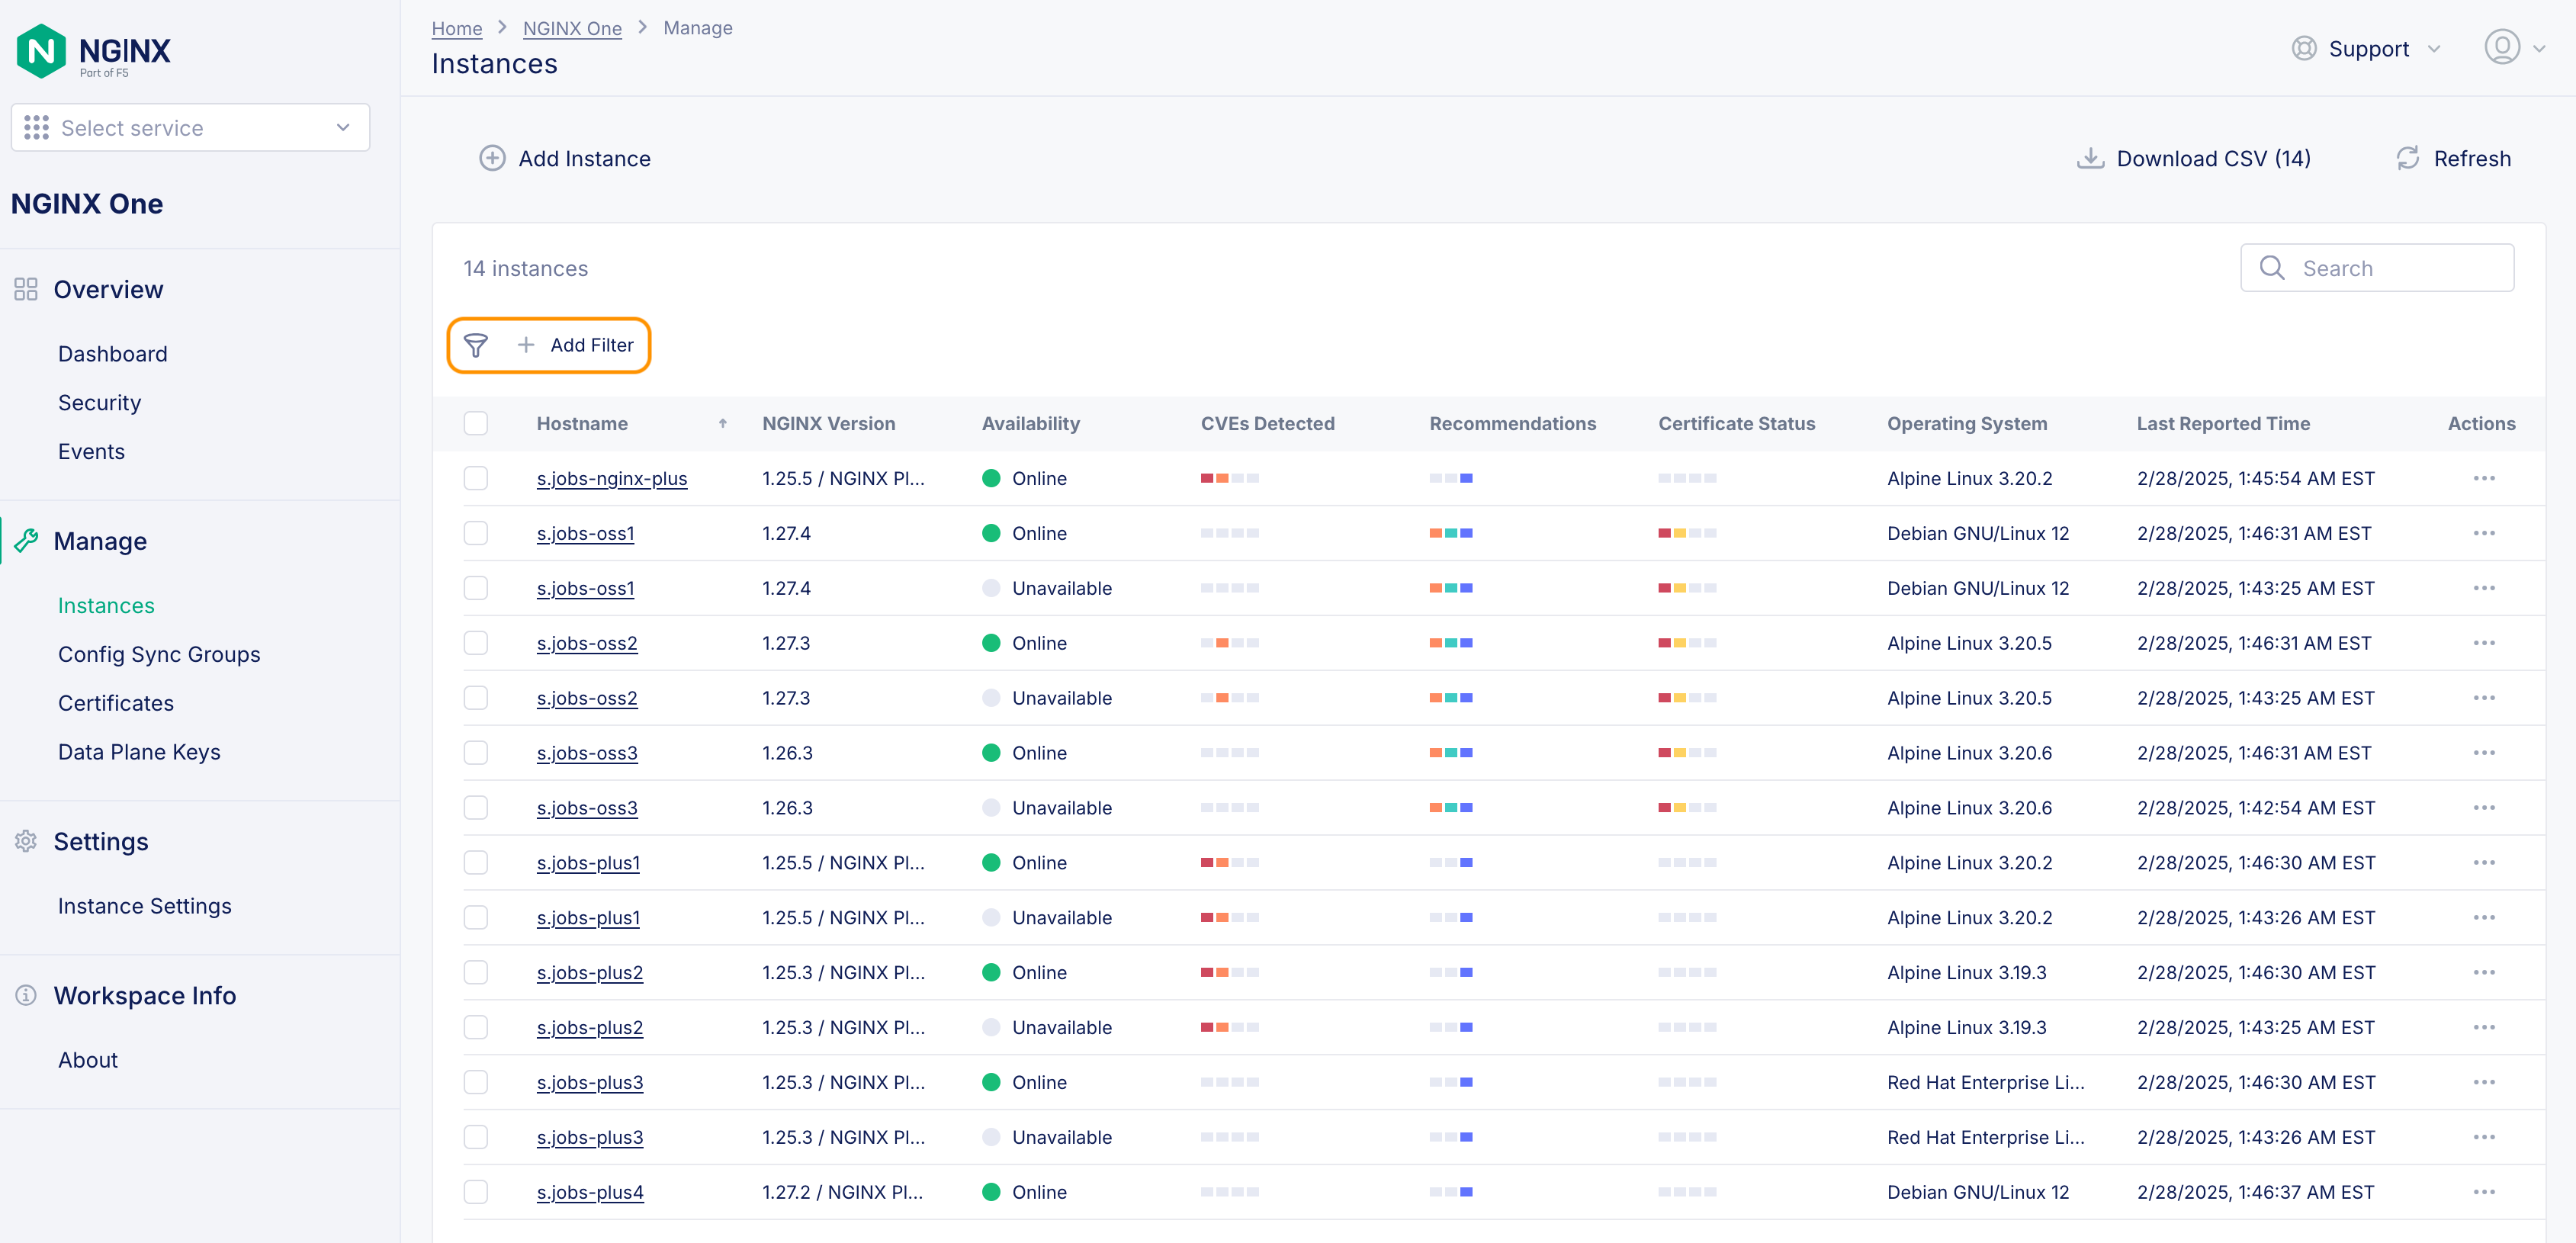 NGINX
Part of F5
Select service
NGINX One
Overview
Dashboard
Security
Events
Manage
Instances
Config Sync Groups
Certificates
Data Plane Keys
Settings
Instance Settings
Workspace Info
About
Home > NGINX One > Manage
Instances
Support
Add Instance
Download CSV (14)
Refresh
14 instances
Search
Add Filter
Hostname NGINX Version Availability CVEs Detected Recommendations Certificate Status Operating System Last Reported Time Actions
s.jobs-nginx-plus 1.25.5 / NGINX Pl... Online Alpine Linux 3.20.2 2/28/2025, 1:45:54 AM EST
s.jobs-oss1 1.27.4 Online Debian GNU/Linux 12 2/28/2025, 1:46:31 AM EST
s.jobs-oss1 1.27.4 Unavailable Debian GNU/Linux 12 2/28/2025, 1:43:25 AM EST
s.jobs-oss2 1.27.3 Online Alpine Linux 3.20.5 2/28/2025, 1:46:31 AM EST
s.jobs-oss2 1.27.3 Unavailable Alpine Linux 3.20.5 2/28/2025, 1:43:25 AM EST
s.jobs-oss3 1.26.3 Online Alpine Linux 3.20.6 2/28/2025, 1:46:31 AM EST
s.jobs-oss3 1.26.3 Unavailable Alpine Linux 3.20.6 2/28/2025, 1:42:54 AM EST
s.jobs-plus1 1.25.5 / NGINX Pl... Online Alpine Linux 3.20.2 2/28/2025, 1:46:30 AM EST
s.jobs-plus1 1.25.5 / NGINX Pl... Unavailable Alpine Linux 3.20.2 2/28/2025, 1:43:26 AM EST
s.jobs-plus2 1.25.3 / NGINX Pl... Online Alpine Linux 3.19.3 2/28/2025, 1:46:30 AM EST
s.jobs-plus2 1.25.3 / NGINX Pl... Unavailable Alpine Linux 3.19.3 2/28/2025, 1:43:25 AM EST
s.jobs-plus3 1.25.3 / NGINX Pl... Online Red Hat Enterprise Li... 2/28/2025, 1:46:30 AM EST
s.jobs-plus3 1.25.3 / NGINX Pl... Unavailable Red Hat Enterprise Li... 2/28/2025, 1:43:26 AM EST
s.jobs-plus4 1.27.2 / NGINX Pl... Online Debian GNU/Linux 12 2/28/2025, 1:46:37 AM EST